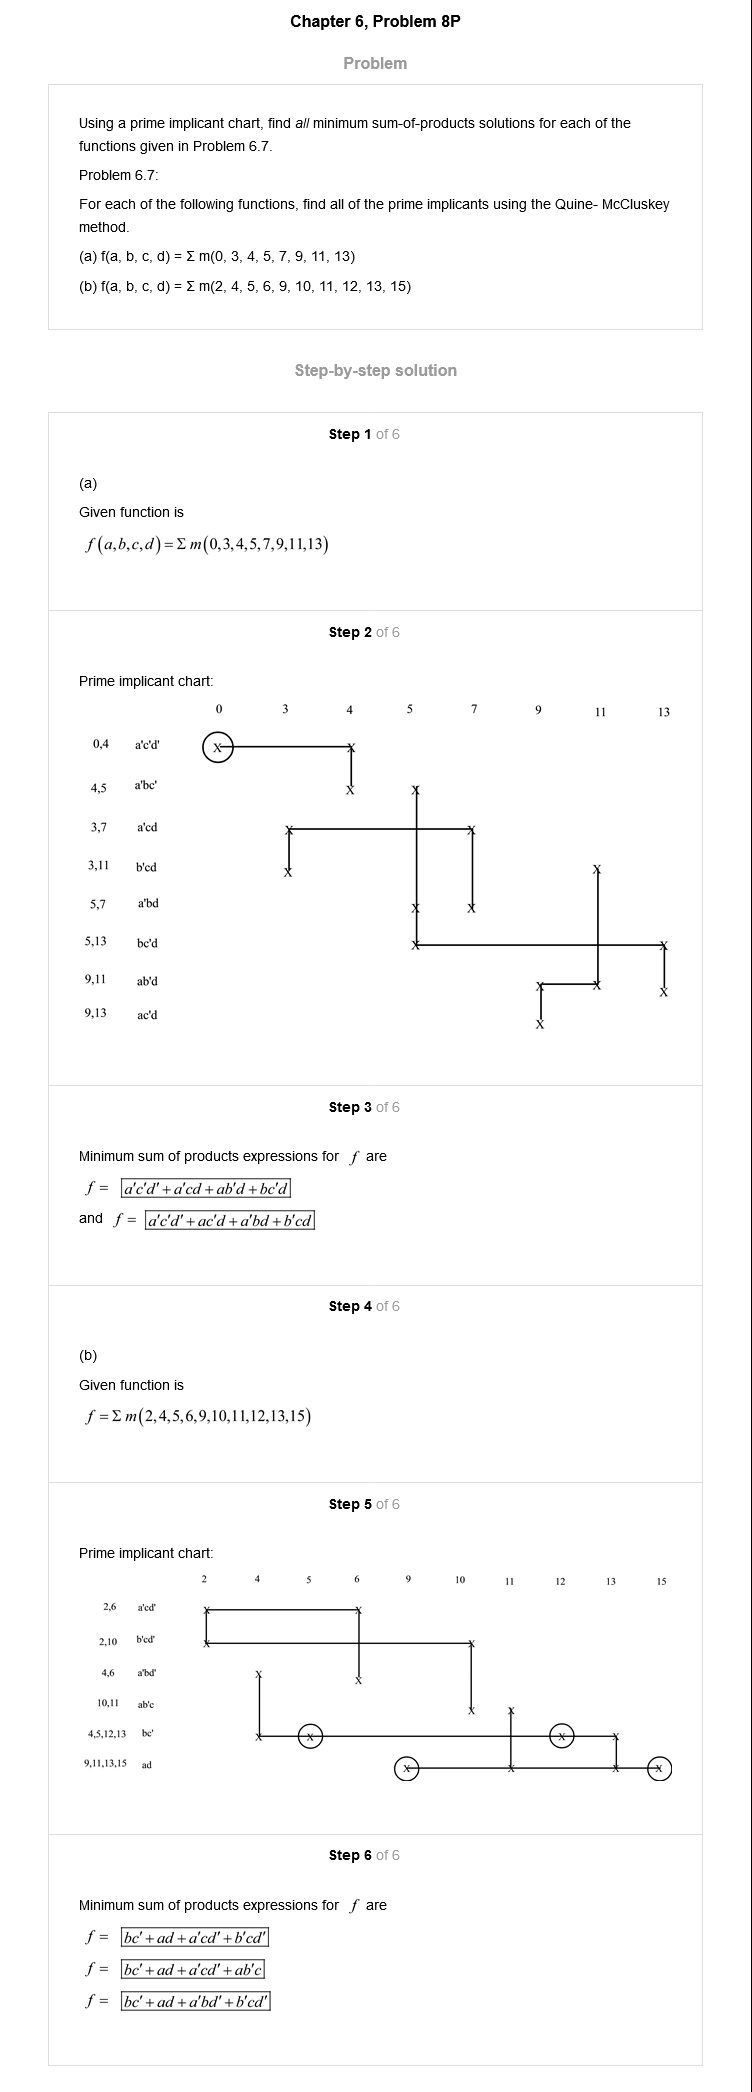 Chapter 6, Problem 8P
Problem
Using a prime implicant chart, find all minimum sum-of-products solutions for each of the
functions given in Problem 6.7.
Problem 6.7:
For each of the following functions, find all of the prime implicants using the Quine- McCluskey
method.
(a) f(a, b, c, d) = Σ m(0, 3, 4, 5, 7, 9, 11, 13)
(b) f(a, b, c, d) = Σ m(2, 4, 5, 6, 9, 10, 11, 12, 13, 15)
Step-by-step solution
Step 1 of 6
(a)
Given function is
f(a,b,c,d)=Σ m(0,3,4,5,7,9,11,13)
Step 2 of 6
Prime implicant chart:
0 3 4 5 7 9 11 13
0,4 a'c'd' X X
4,5 a'bc' X X
3,7 a'cd X X
3,11 b'cd X X
5,7 a'bd X X
5,13 bc'd X X
9,11 ab'd X X
9,13 ac'd X X
Step 3 of 6
Minimum sum of products expressions for f are
f = a'c'd'+a'cd+ab'd+bc'd
and f = a'c'd'+ac'd+a'bd+b'cd
Step 4 of 6
(b)
Given function is
f =Σ m(2,4,5,6,9,10,11,12,13,15)
Step 5 of 6
Prime implicant chart:
2 4 5 6 9 10 11 12 13 15
2,6 a'cd' X X
2,10 b'cd' X X
4,6 a'bd' X X
10,11 ab'c X X
4,5,12,13 bc' X X X X
9,11,13,15 ad X X X X
Step 6 of 6
Minimum sum of products expressions for f are
f = bc'+ad+a'cd'+b'cd'
f = bc'+ad+a'cd'+ab'c
f = bc'+ad+a'bd'+b'cd'